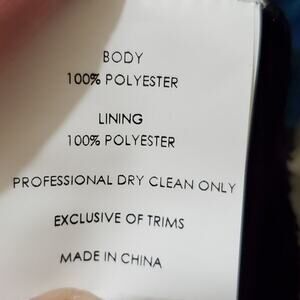 BODY
100% POLYESTER
LINING
100% POLYESTER
PROFESSIONAL DRY CLEAN ONLY
EXCLUSIVE OF TRIMS
MADE IN CHINA